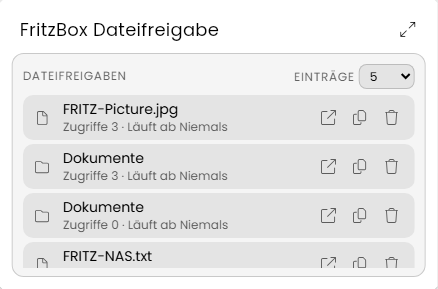 FritzBox Dateifreigabe
DATEIFREIGABEN
EINTRÄGE 5
FRITZ-Picture.jpg
Zugriffe 3 · Läuft ab Niemals
Dokumente
Zugriffe 3 · Läuft ab Niemals
Dokumente
Zugriffe 0 · Läuft ab Niemals
FRITZ-NAS.txt